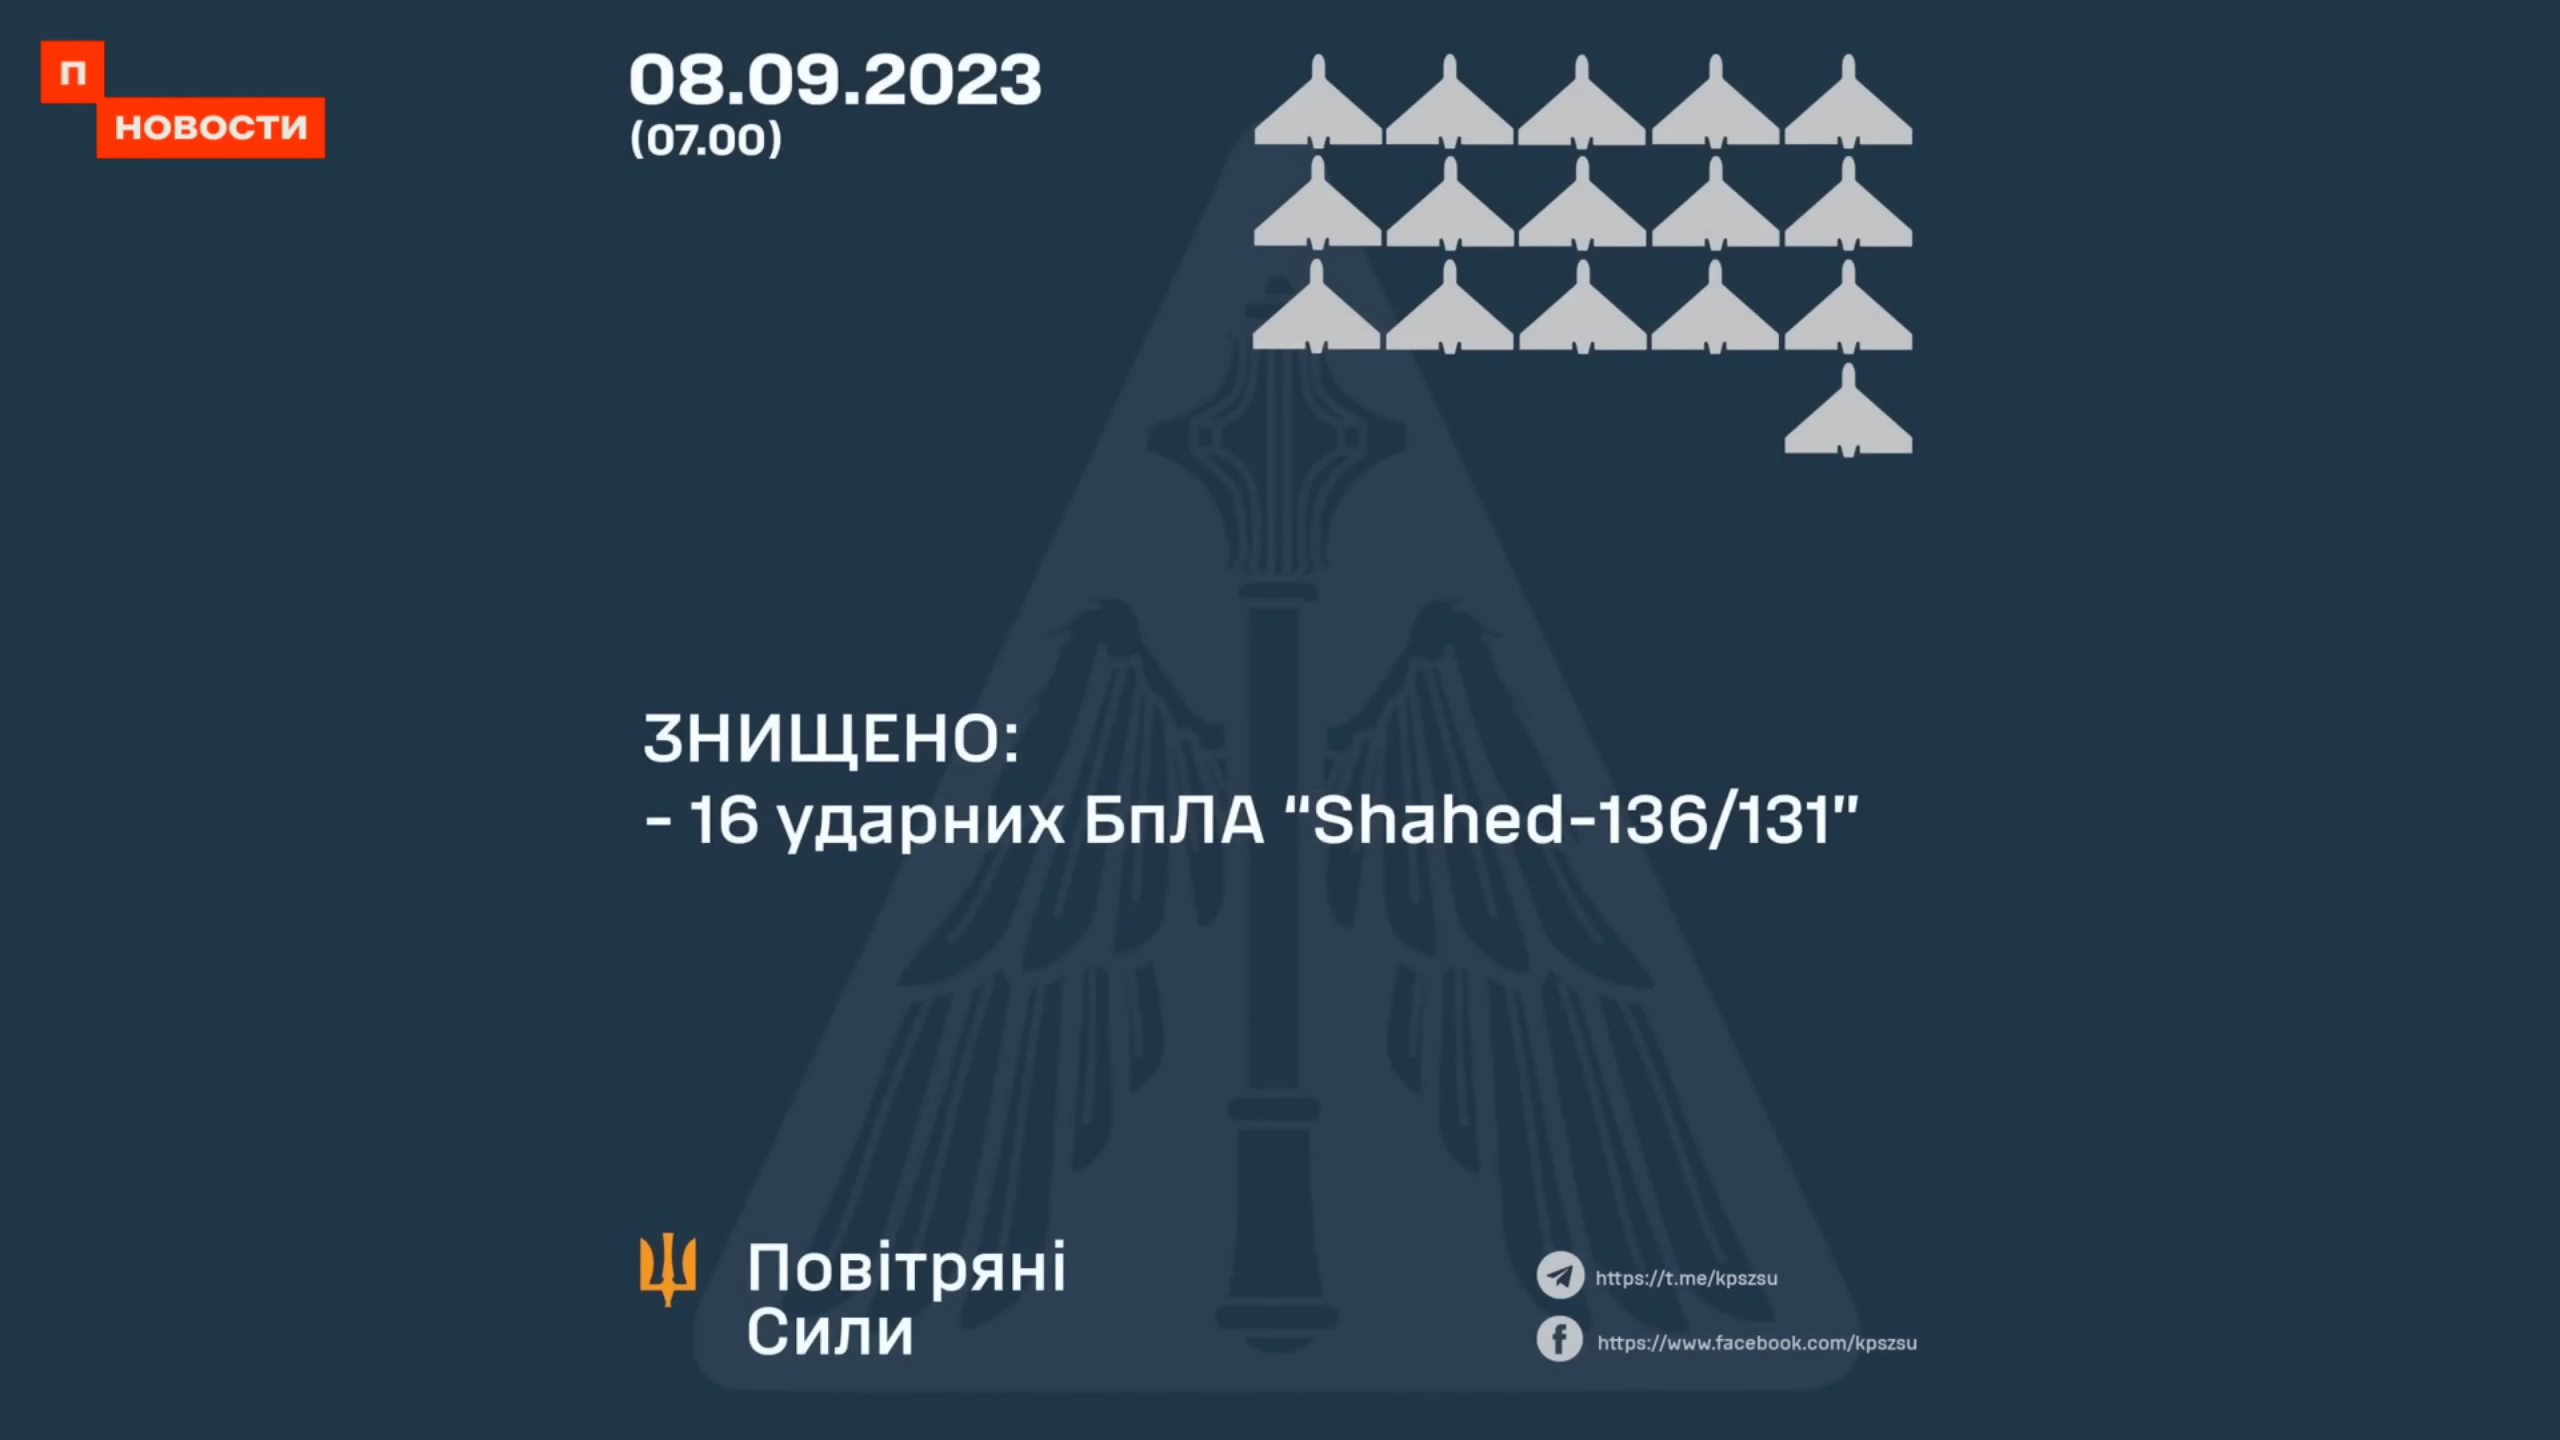 П
НОВОСТИ
08.09.2023
(07.00)
ЗНИЩЕНО:
- 16 ударних БпЛА “Shahed-136/131”
Повітряні
Сили
https://t.me/kpszsu
https://www.facebook.com/kpszsu